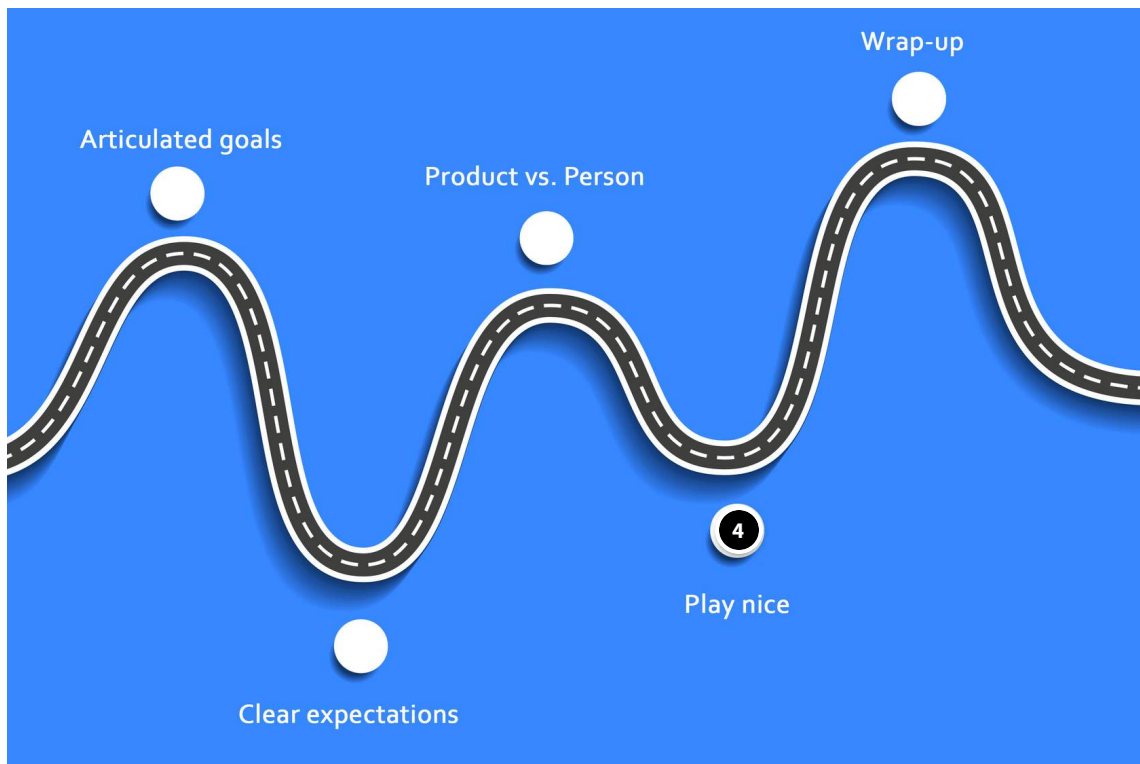 Articulated goals
Clear expectations
Product vs. Person
4
Play nice
Wrap-up